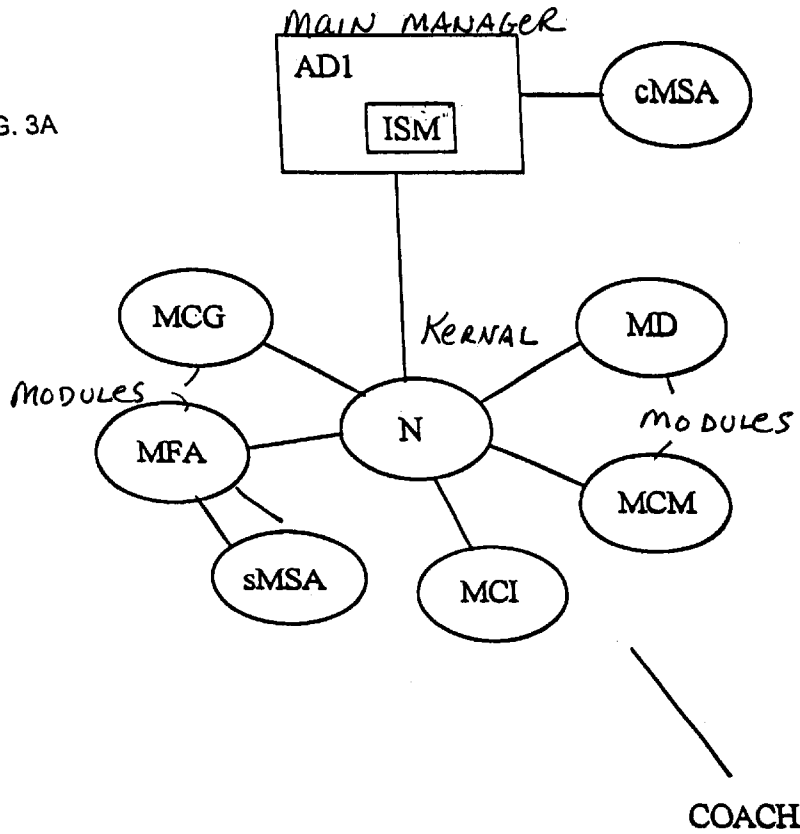 MAIN MANAGER
AD1
ISM
cMSA
G. 3A
MCG
KERNAL
MD
MODULES
MFA
N
MODULES
MCM
sMSA
MCI
COACH